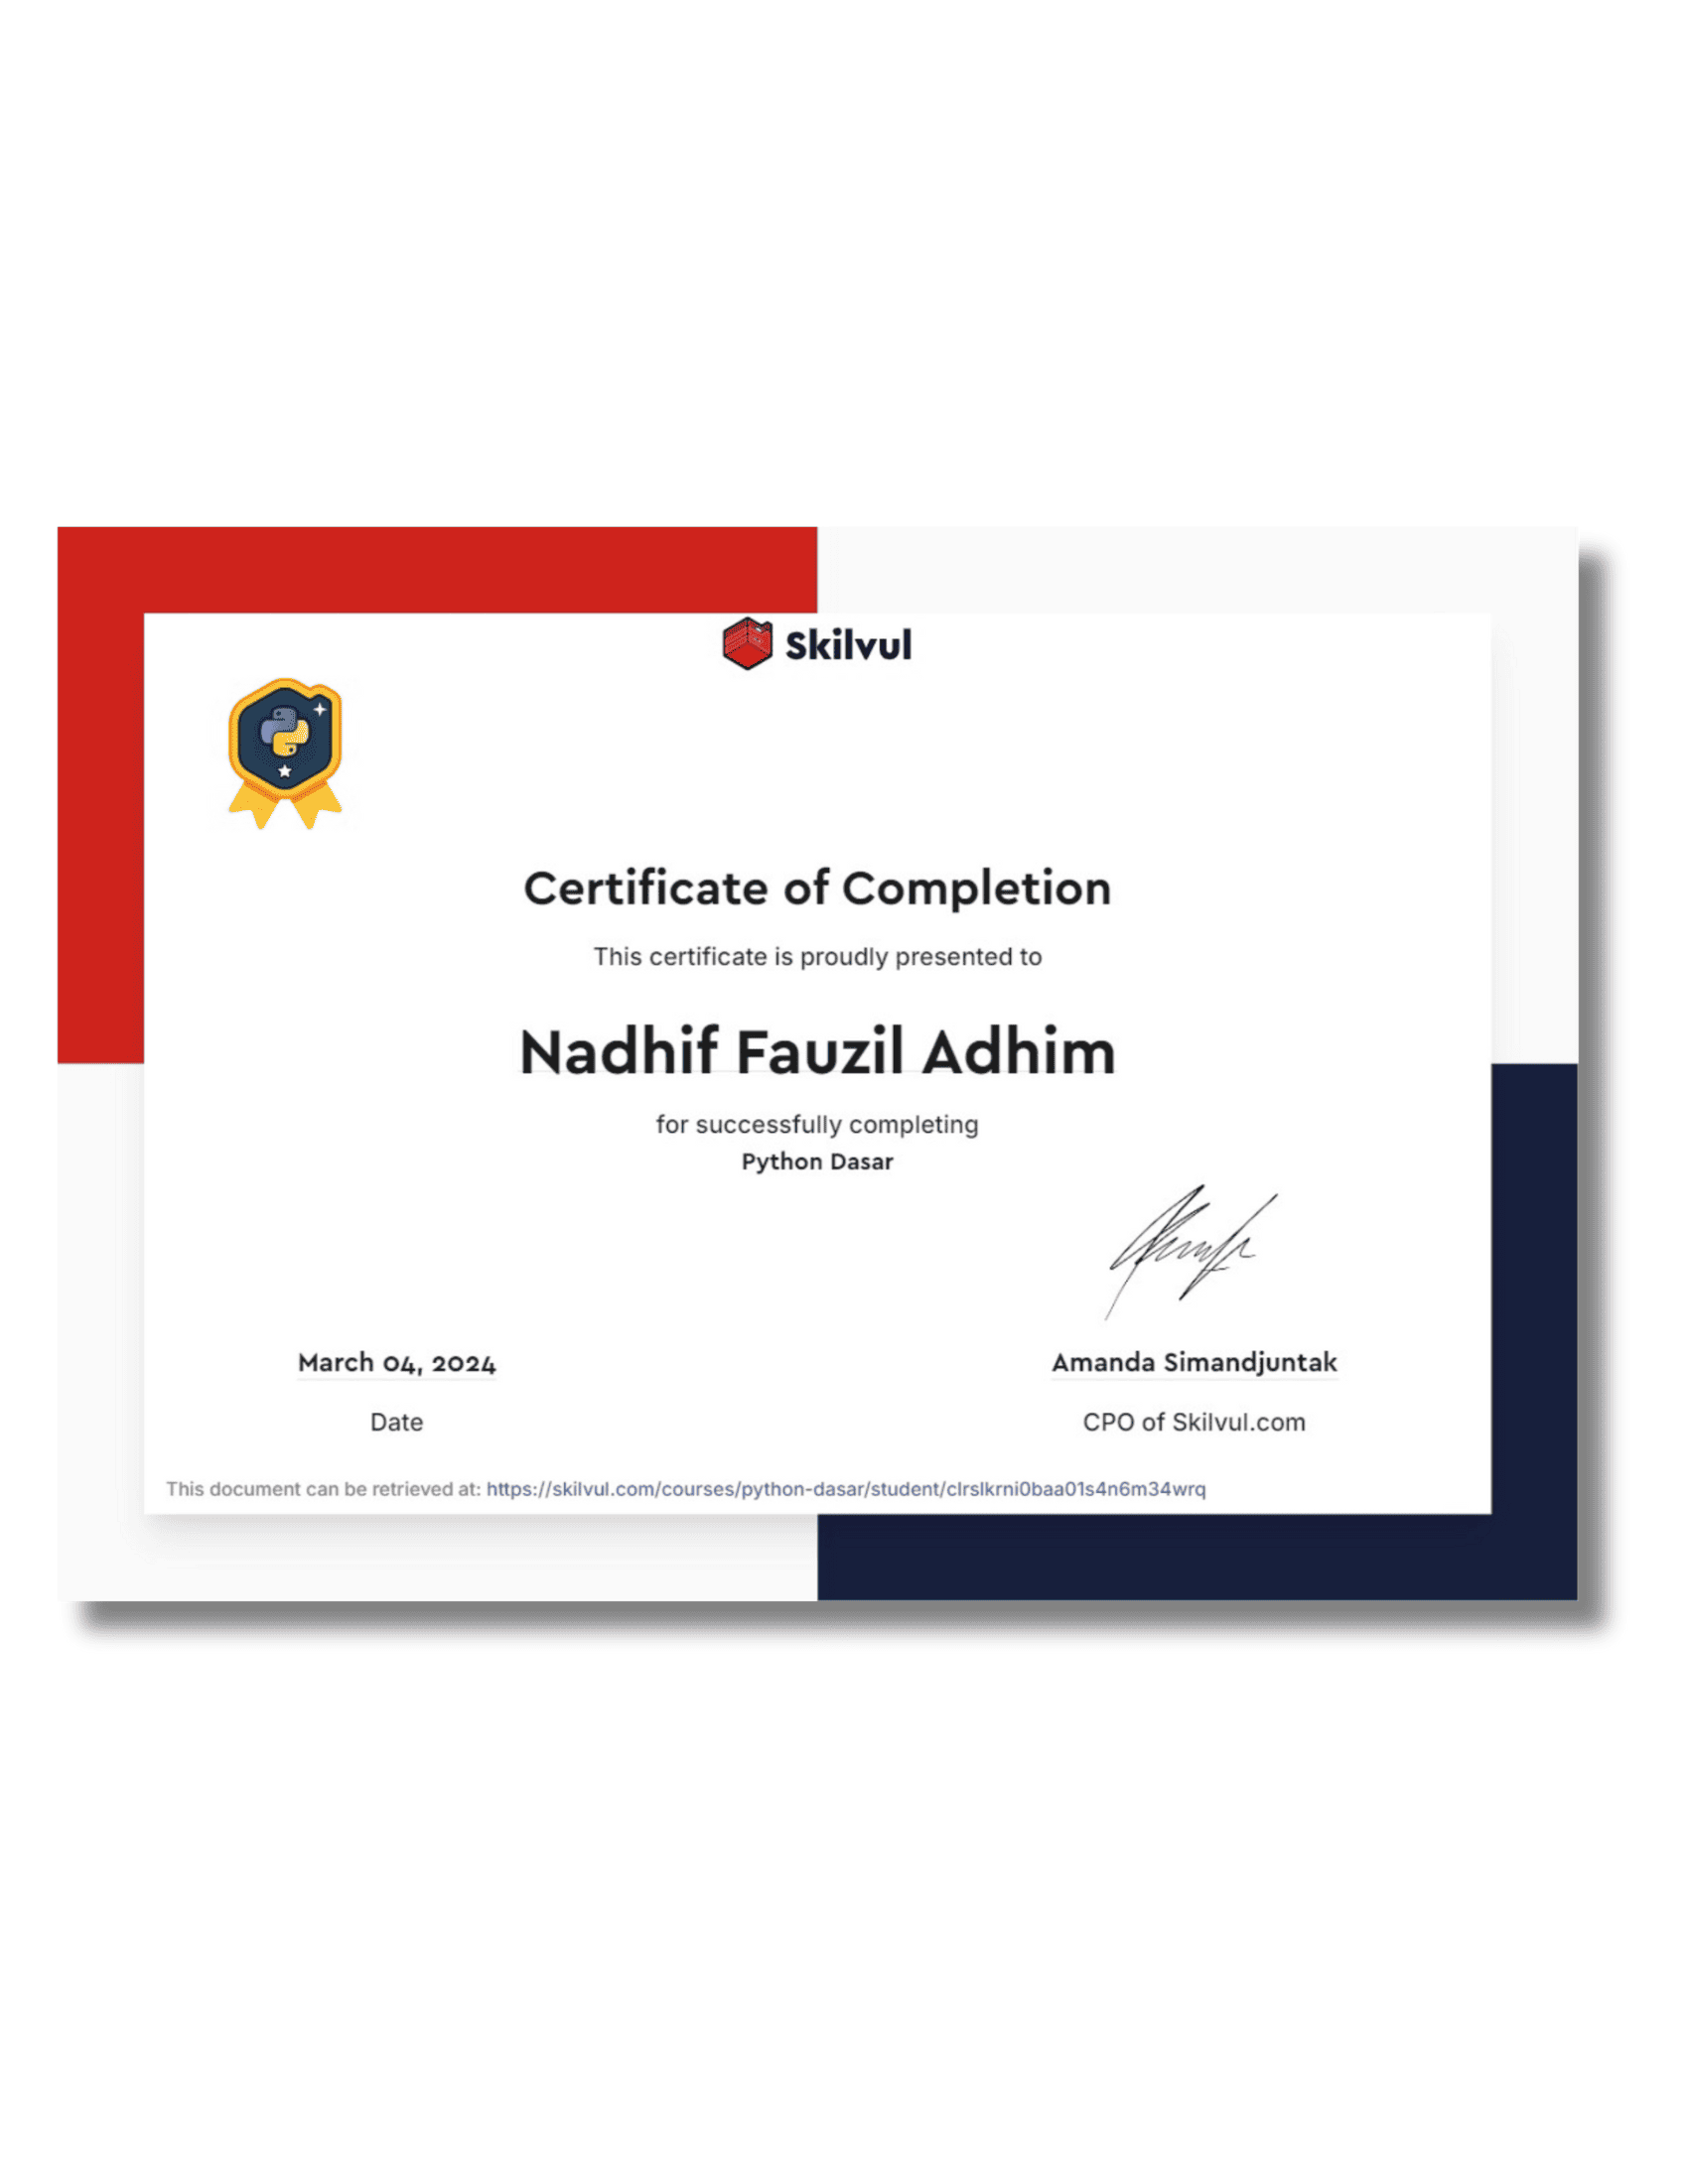 Skilvul
Certificate of Completion
This certificate is proudly presented to
Nadhif Fauzil Adhim
for successfully completing
Python Dasar
March 04, 2024
Date
Amanda Simandjuntak
CPO of Skilvul.com
This document can be retrieved at: https://skilvul.com/courses/python-dasar/student/clrslkrni0baa01s4n6m34wrq